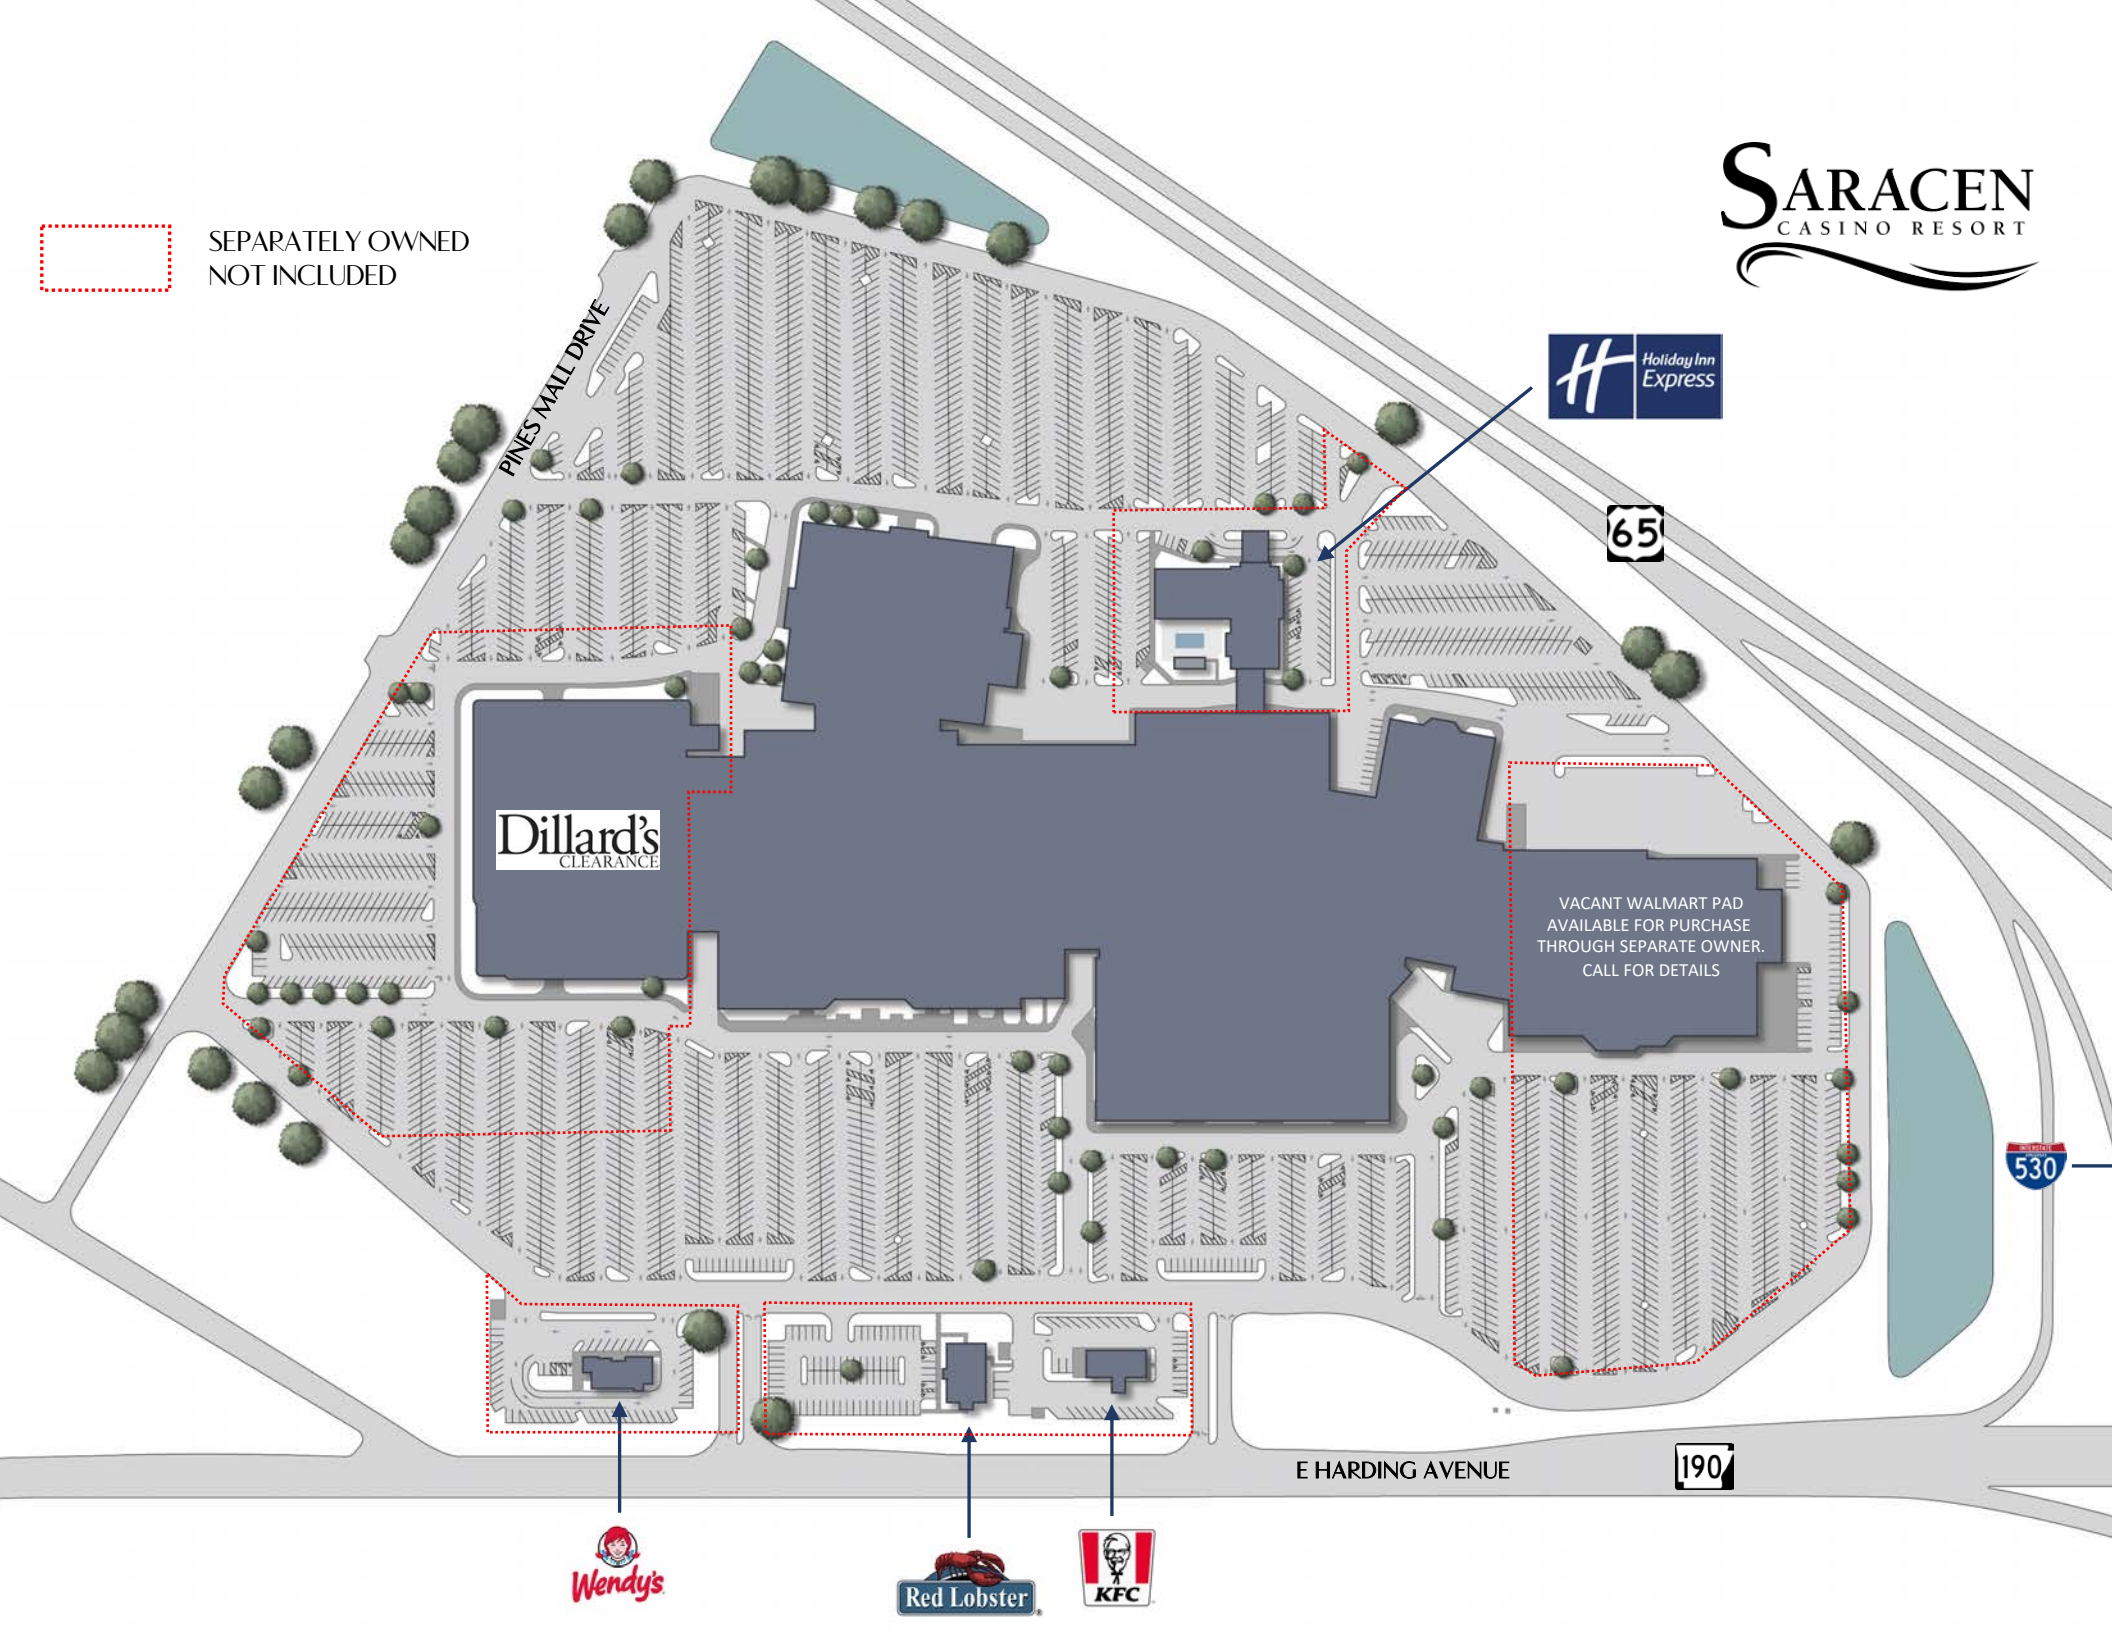 SARACEN
CASINO RESORT
SEPARATELY OWNED
NOT INCLUDED
PINES MALL DRIVE
Holiday Inn
Express
65
Dillard's
CLEARANCE
VACANT WALMART PAD
AVAILABLE FOR PURCHASE
THROUGH SEPARATE OWNER.
CALL FOR DETAILS
INTERSTATE
530
E HARDING AVENUE
190
Wendy's
Red Lobster
KFC